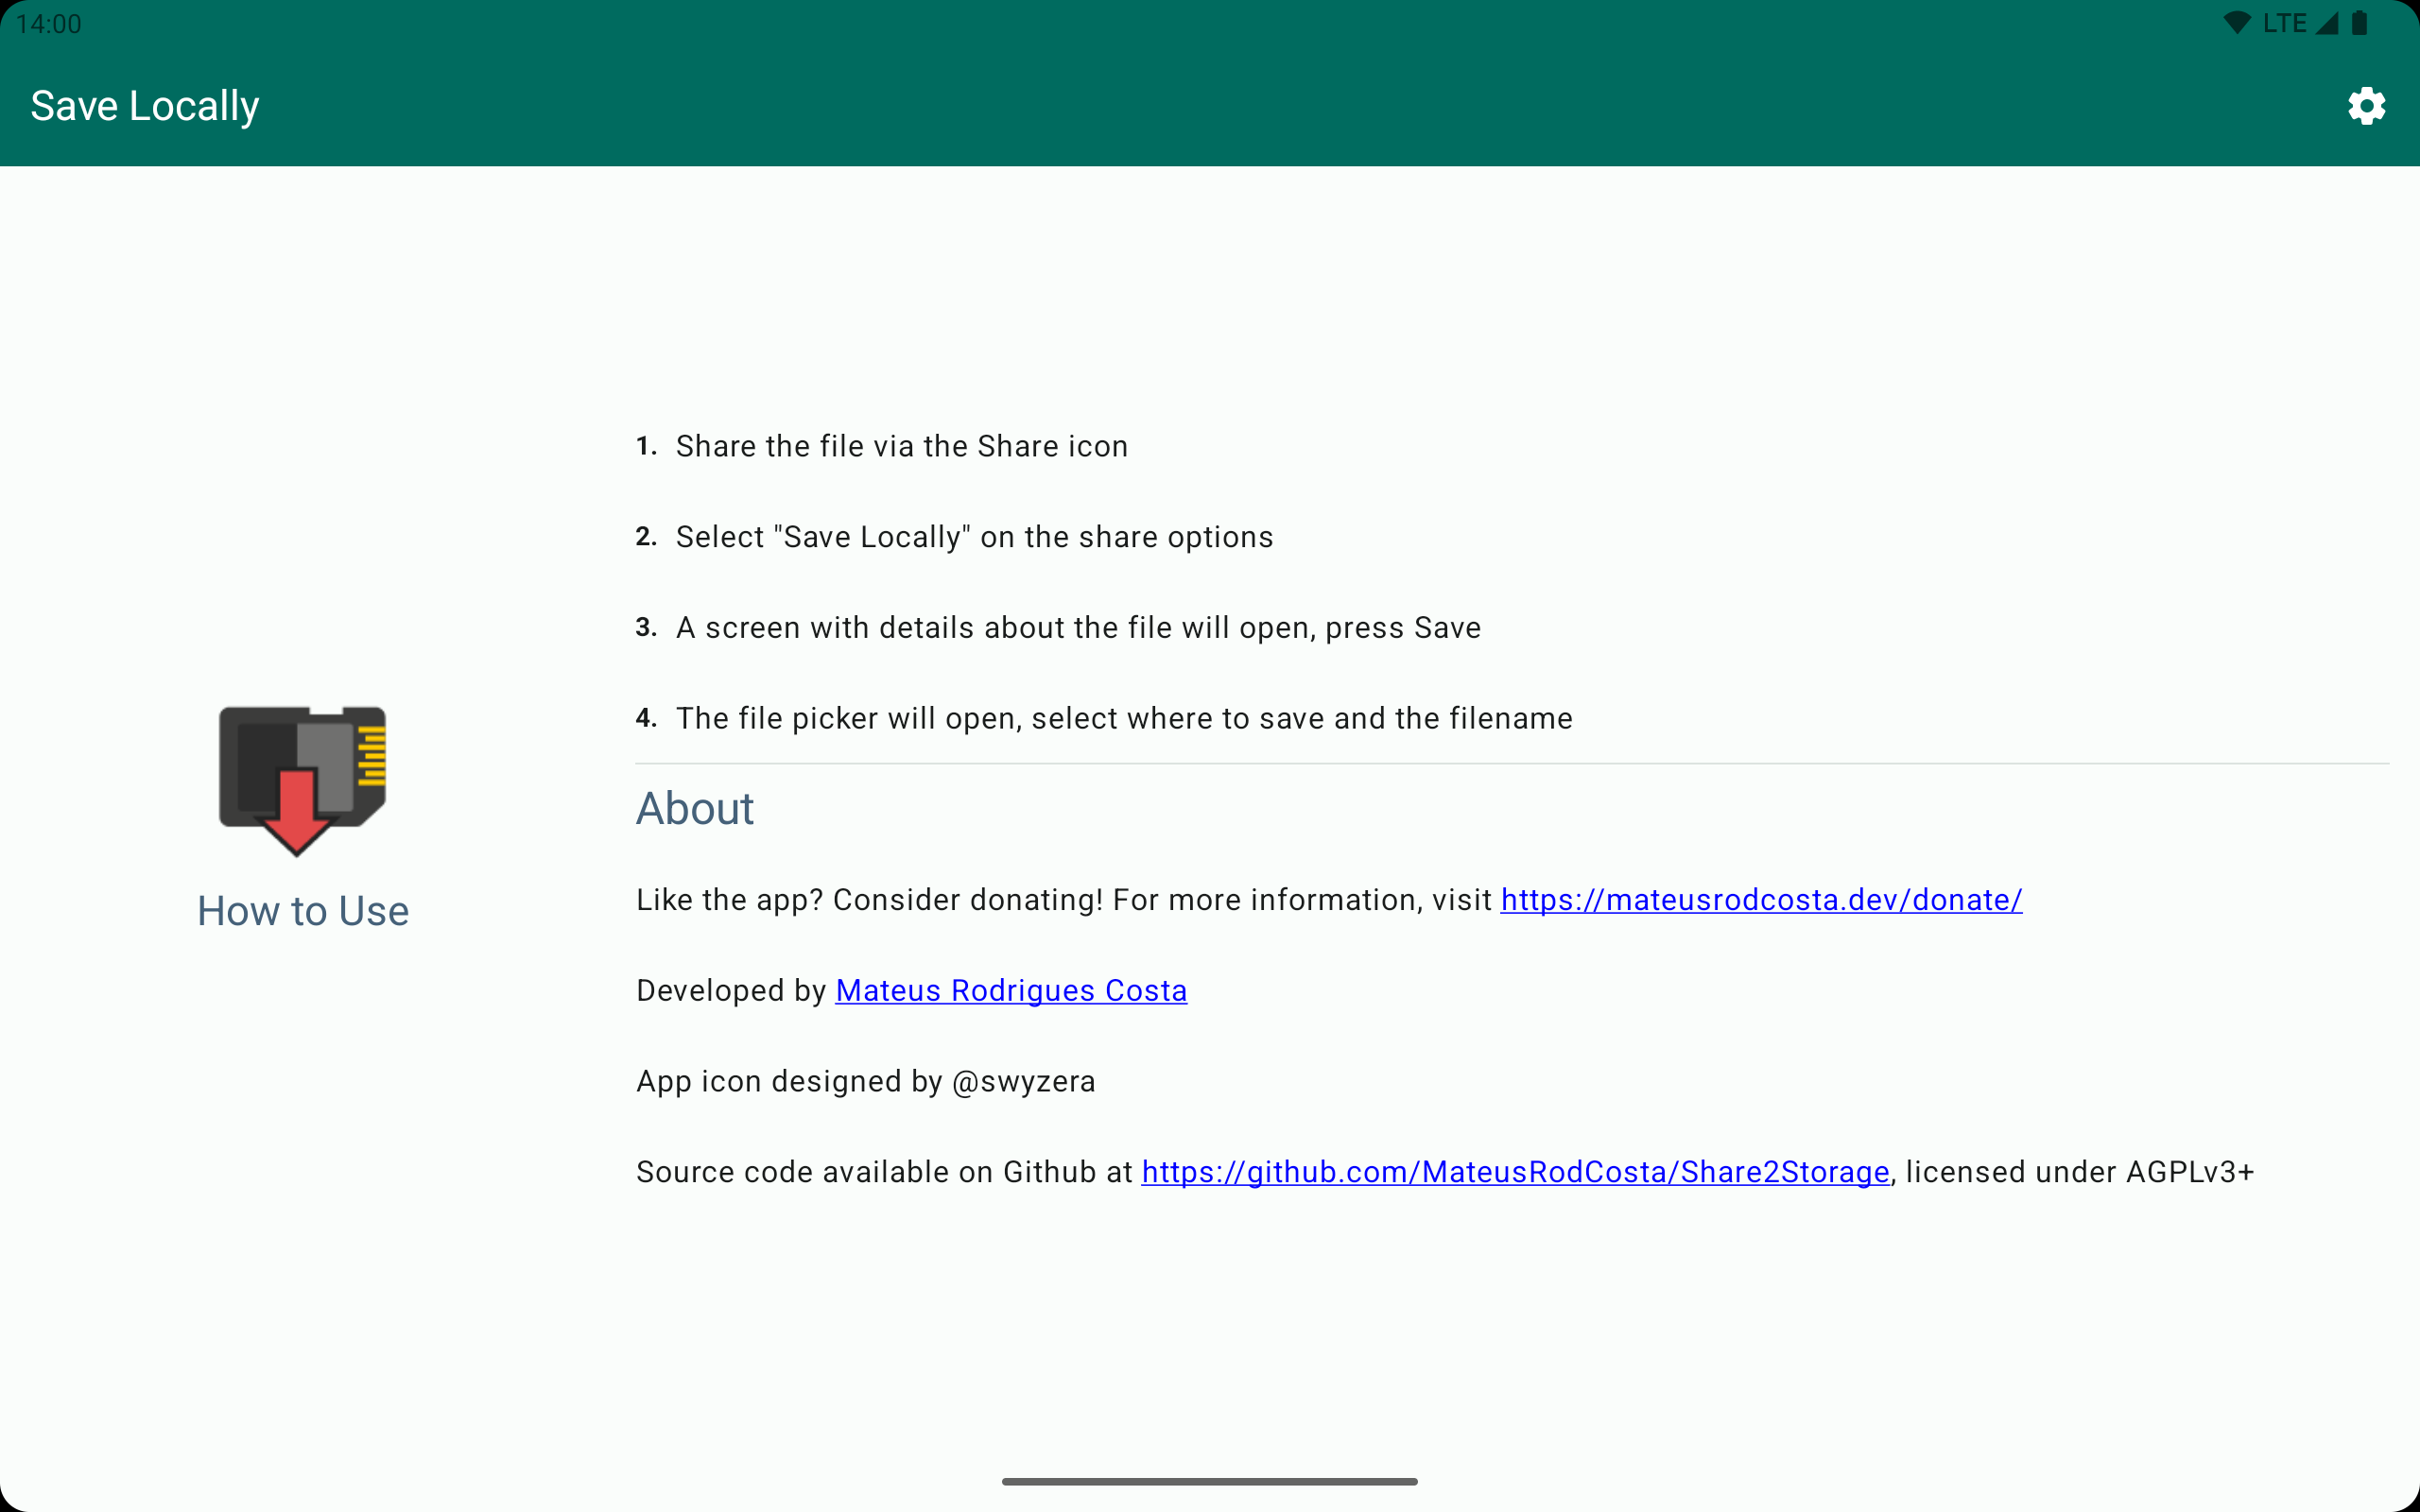 14:00
LTE
Save Locally
1. Share the file via the Share icon
2. Select "Save Locally" on the share options
3. A screen with details about the file will open, press Save
4. The file picker will open, select where to save and the filename
How to Use
About
Like the app? Consider donating! For more information, visit https://mateusrodcosta.dev/donate/
Developed by Mateus Rodrigues Costa
App icon designed by @swyzera
Source code available on Github at https://github.com/MateusRodCosta/Share2Storage, licensed under AGPLv3+